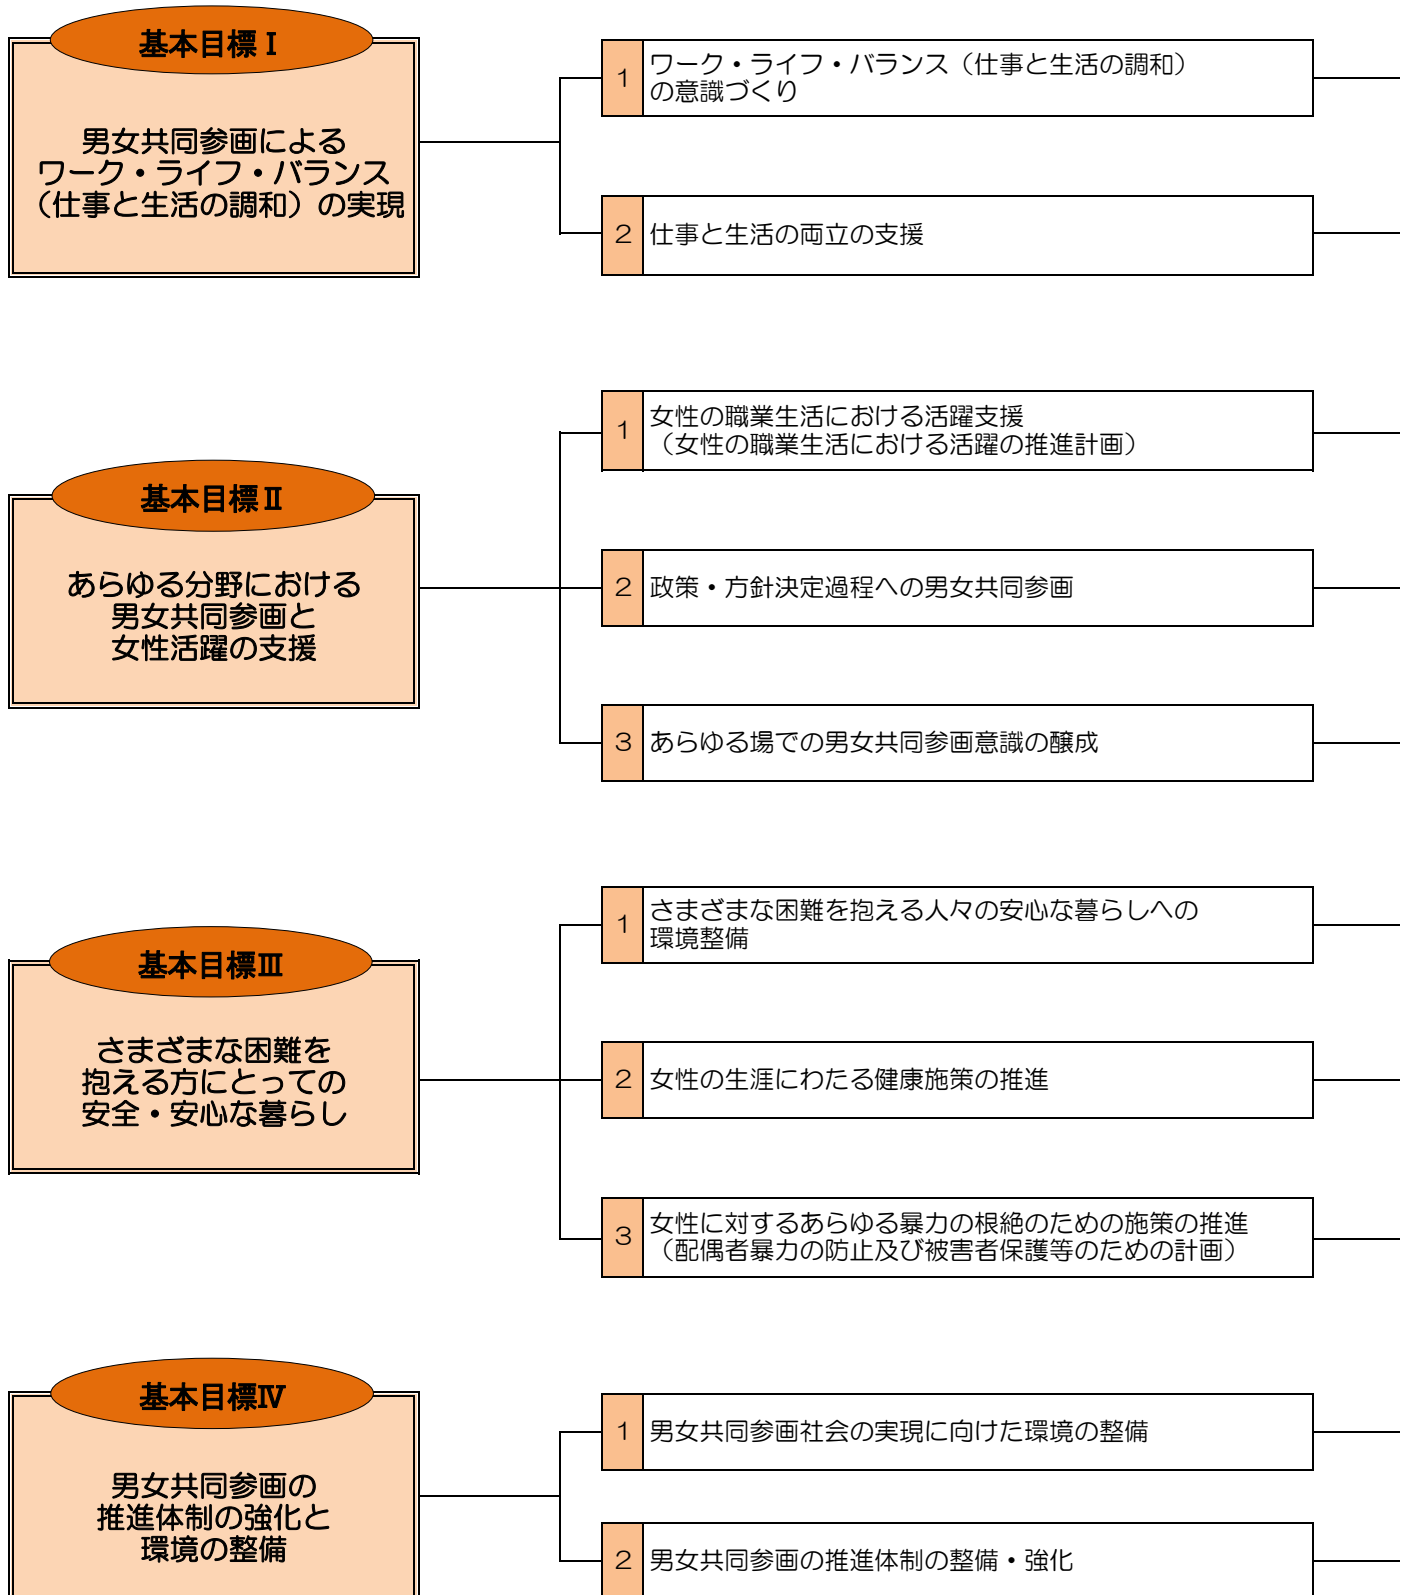 基本目標Ⅰ
男女共同参画による
ワーク・ライフ・バランス
（仕事と生活の調和）の実現
１
ワーク・ライフ・バランス（仕事と生活の調和）
の意識づくり
２
仕事と生活の両立の支援
基本目標Ⅱ
あらゆる分野における
男女共同参画と
女性活躍の支援
１
女性の職業生活における活躍支援
（女性の職業生活における活躍の推進計画）
２
政策・方針決定過程への男女共同参画
３
あらゆる場での男女共同参画意識の醸成
基本目標Ⅲ
さまざまな困難を
抱える方にとっての
安全・安心な暮らし
１
さまざまな困難を抱える人々の安心な暮らしへの
環境整備
２
女性の生涯にわたる健康施策の推進
３
女性に対するあらゆる暴力の根絶のための施策の推進
（配偶者暴力の防止及び被害者保護等のための計画）
基本目標Ⅳ
男女共同参画の
推進体制の強化と
環境の整備
１
男女共同参画社会の実現に向けた環境の整備
２
男女共同参画の推進体制の整備・強化